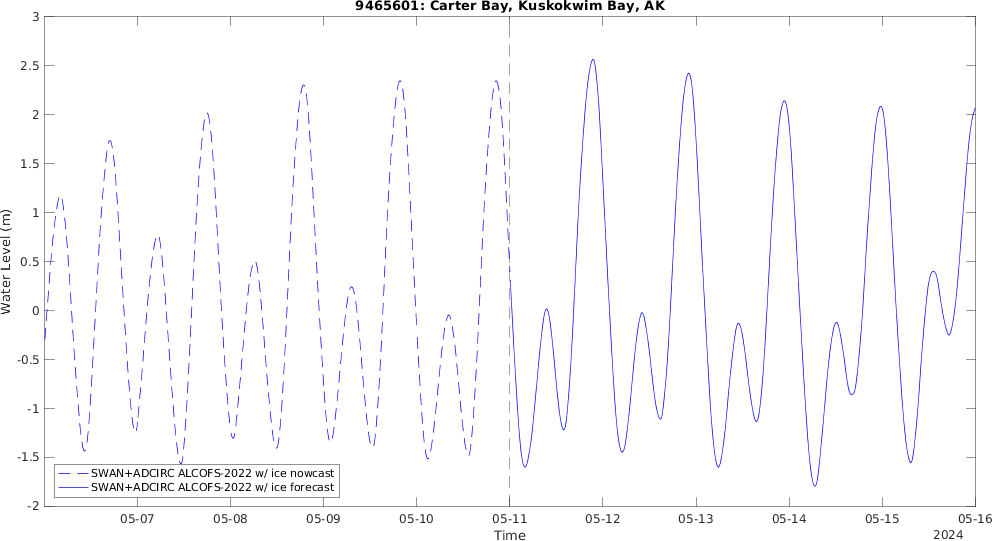 9465601: Carter Bay, Kuskokwim Bay, AK
3
2.5
2
1.5
1
0.5
0
-0.5
-1
-1.5
-2
Water Level (m)
SWAN+ADCIRC ALCOFS-2022 w/ ice nowcast
SWAN+ADCIRC ALCOFS-2022 w/ ice forecast
05-07 05-08 05-09 05-10 05-11 05-12 05-13 05-14 05-15 05-16
Time
2024